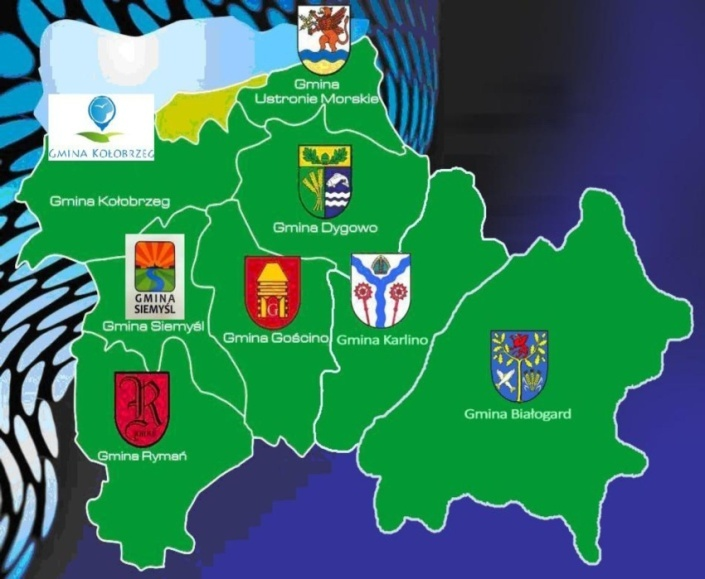 Gmina
Ustronie Morskie
GMINA KOŁOBRZEG
Gmina Kołobrzeg
Gmina Dygowo
GMINA
SIEMYŚL
Gmina Siemyśl
G
Gmina Gościno
Gmina Karlino
Gmina Białogard
R
Gmina Rymań